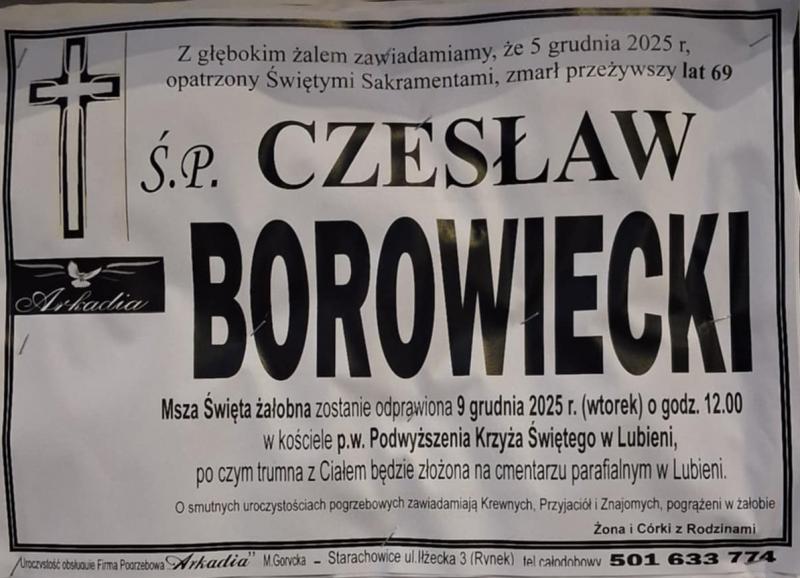 Z głębokim żalem zawiadamiamy, że 5 grudnia 2025 r,
opatrzony Świętymi Sakramentami, zmarł przeżywszy lat 69
Ś.P. CZESŁAW
BOROWIECKI
Arkadia
Msza Święta żałobna zostanie odprawiona 9 grudnia 2025 r. (wtorek) o godz. 12.00
w kościele p.w. Podwyższenia Krzyża Świętego w Lubieni,
po czym trumna z Ciałem będzie złożona na cmentarzu parafialnym w Lubieni.
O smutnych uroczystościach pogrzebowych zawiadamiają Krewnych, Przyjaciół i Znajomych, pogrążeni w żałobie
Żona i Córki z Rodzinami
Uroczystość obsługuje Firma Pogrzebowa "Arkadia" M.Gorycka – Starachowice ul.Iłżecka 3 (Rynek) tel całodobowy 501 633 774